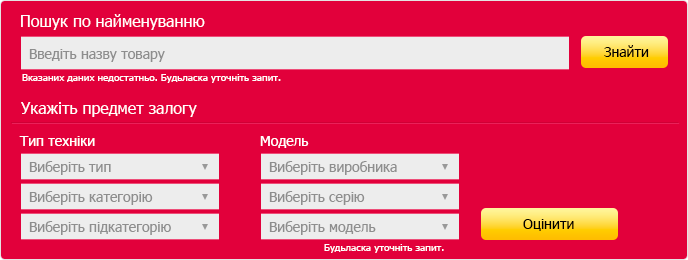 Пошук по найменуванню
Введіть назву товару
Знайти
Вказаних даних недостатньо. Будьласка уточніть запит.
Укажіть предмет залогу
Тип техніки
Модель
Виберіть тип
Виберіть виробника
Виберіть категорію
Виберіть серію
Виберіть підкатегорію
Виберіть модель
Оцінити
Будьласка уточніть запит.